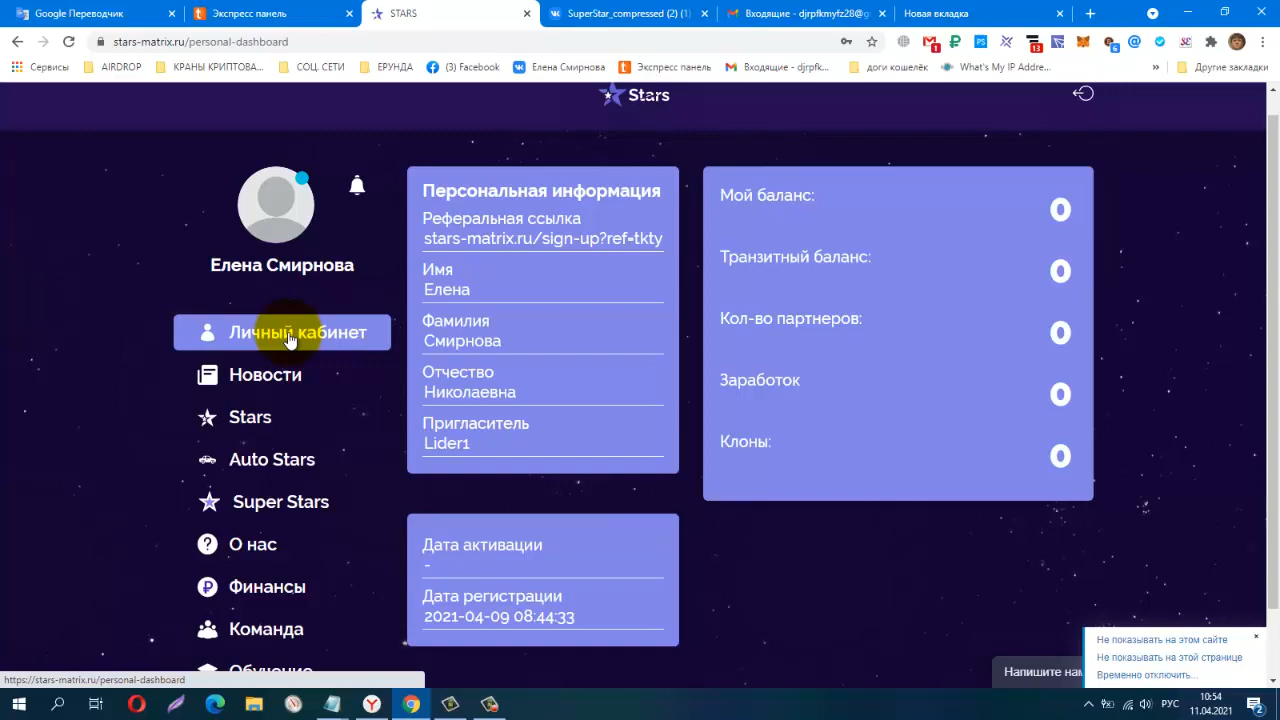 Google Переводчик
Экспресс панель
STARS
SuperStar_compressed (2) (1)
Входящие - djrpfkmyfz28@g
Новая вкладка
stars-matrix.ru/personal-dashboard
1
13
6
Сервисы
AIRDROP
КРАНЫ КРИПТОВА...
СОЦ. СЕТИ
ЕРУНДА
(3) Facebook
Елена Смирнова
Экспресс панель
Входящие - djrpfk...
доги кошелёк
What's My IP Address...
»
Другие закладки
Stars
Елена Смирнова
Личный кабинет
Новости
Stars
Auto Stars
Super Stars
О нас
Финансы
Команда
Обучение
Персональная информация
Реферальная ссылка
stars-matrix.ru/sign-up?ref=tkty
Имя
Елена
Фамилия
Смирнова
Отчество
Николаевна
Пригласитель
Lider1
Дата активации
-
Дата регистрации
2021-04-09 08:44:33
Мой баланс:
0
Транзитный баланс:
0
Кол-во партнеров:
0
Заработок
0
Клоны:
0
Напишите нам
Не показывать на этом сайте
Не показывать на этой странице
Временно отключить...
https://stars-matrix.ru/personal-dashboard
РУС
10:54
11.04.2021
2